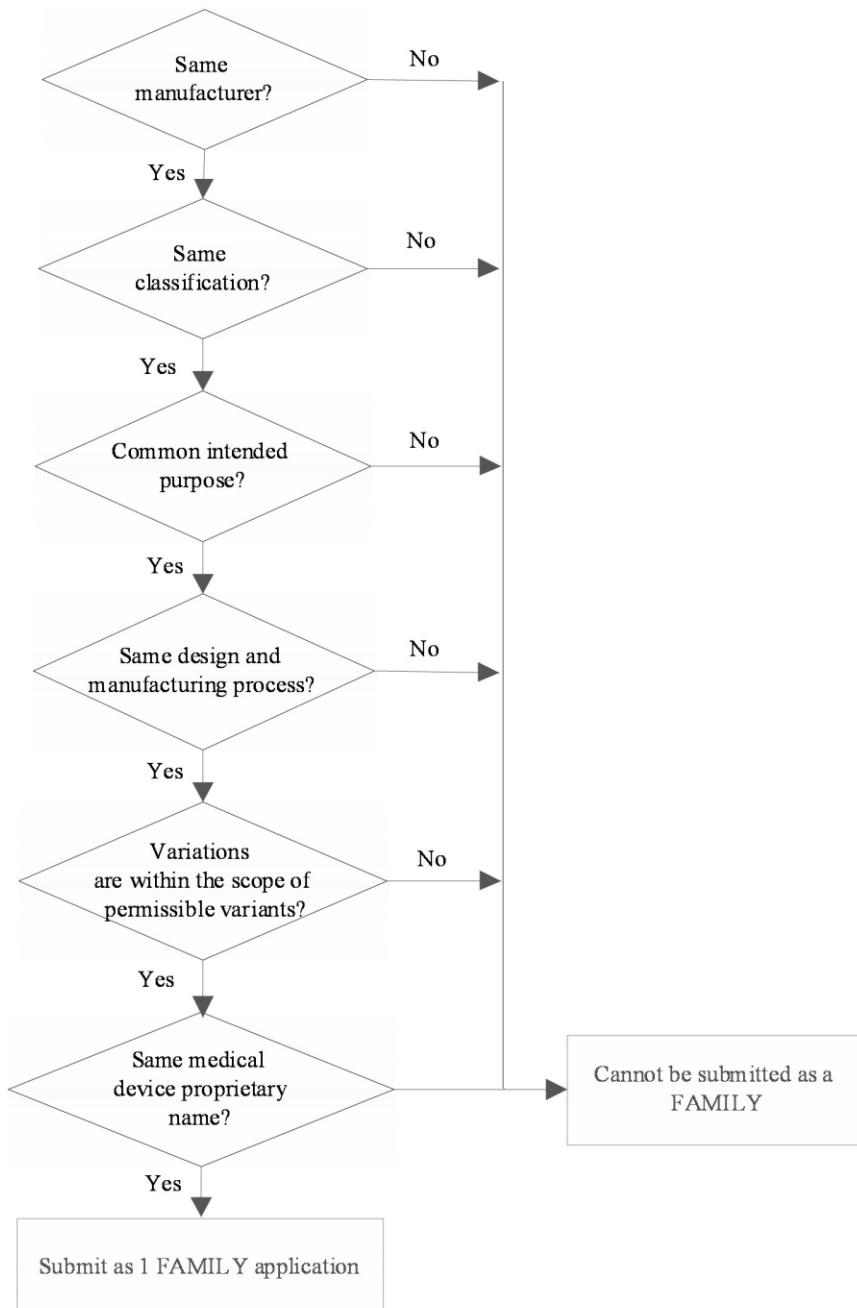 Same
manufacturer?
No
Yes
Same
classification?
No
Yes
Common intended
purpose?
No
Yes
Same design and
manufacturing process?
No
Yes
Variations
are within the scope of
permissible variants?
No
Yes
Same medical
device proprietary
name?
Cannot be submitted as a
FAMILY
Yes
Submit as 1 FAMILY application